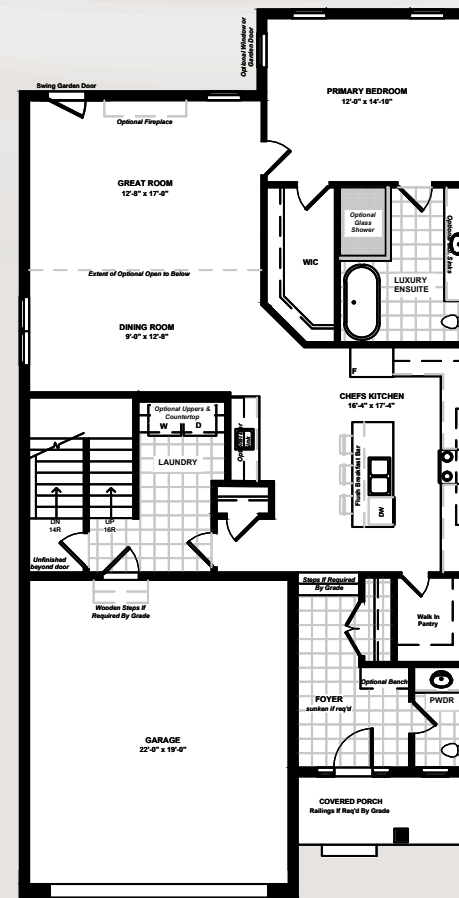 Optional Window or
Garden Door
PRIMARY BEDROOM
12'-0" x 14'-10"
Swing Garden Door
Optional Fireplace
GREAT ROOM
12'-8" x 17'-0"
Optional
Glass
Shower
WIC
LUXURY
ENSUITE
Extent of Optional Open to Below
DINING ROOM
9'-0" x 12'-8"
F
CHEFS KITCHEN
16'-4" x 17'-4"
Optional Uppers &
Countertop
W
D
LAUNDRY
Flush Breakfast Bar
DW
DN
14R
UP
16R
Unfinished
beyond door
Wooden Steps If
Required By Grade
Steps If Required
By Grade
Walk In
Pantry
Optional Bench
FOYER
sunken if req'd
PWDR
GARAGE
22'-0" x 19'-0"
COVERED PORCH
Railings If Req'd By Grade